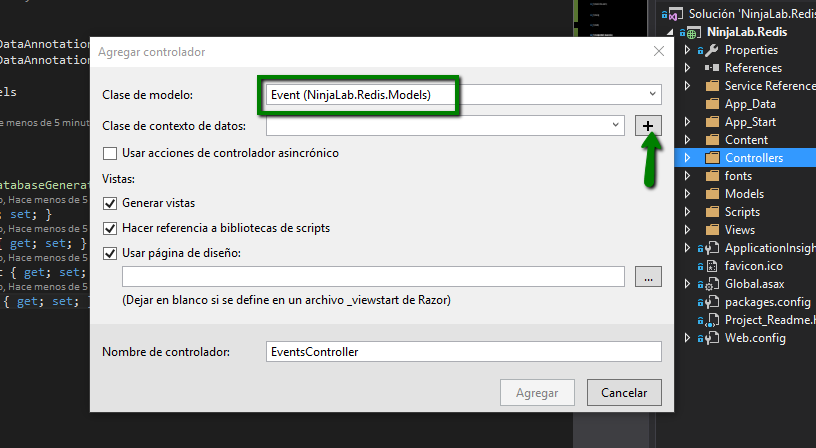 Solución 'NinjaLab.Redis
NinjaLab.Redis
Properties
References
Service Reference
App_Data
App_Start
Content
Controllers
fonts
Models
Scripts
Views
ApplicationInsigh
favicon.ico
Global.asax
packages.config
Project_Readme.H
Web.config
DataAnnotation
DataAnnotation
els
e menos de 5 minut
atabaseGenerat
o, Hace menos de 5
; set; }
o, Hace menos de 5
{ get; set; }
o, Hace menos de 5
t { get; set;
o, Hace menos de 5
{ get; set; }
Agregar controlador
Clase de modelo:
Event (NinjaLab.Redis.Models)
Clase de contexto de datos:
+
Usar acciones de controlador asincrónico
Vistas:
Generar vistas
Hacer referencia a bibliotecas de scripts
Usar página de diseño:
...
(Dejar en blanco si se define en un archivo _viewstart de Razor)
Nombre de controlador:
EventsController
Agregar
Cancelar